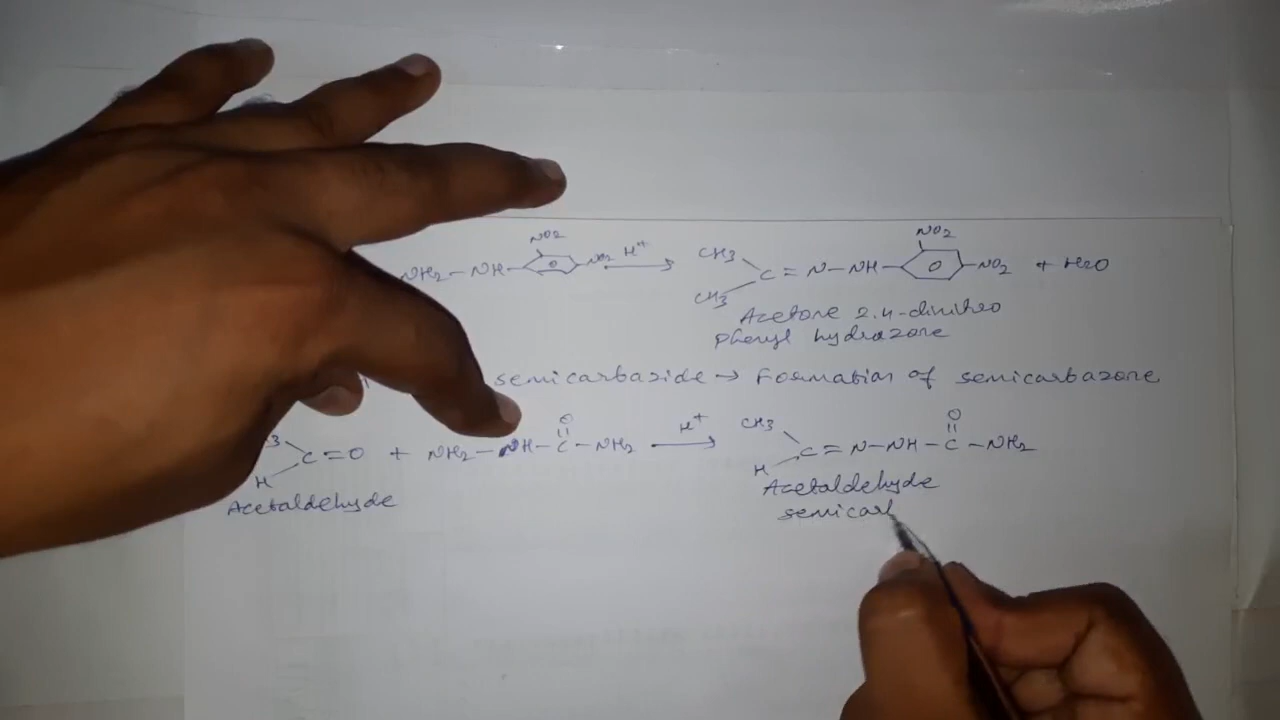 NO2 NO2
NH2 - NH - NO2 H+ → CH3 CH3 C = N - NH - NO2 + H2O
Acetone 2.4-dinitro
phenyl hydrazone
semicarbazide → Formation of semicarbazone
O O
H C = O + NH2 - NH - C - NH2 H+ → CH3 H C = N - NH - C - NH2
Acetaldehyde Acetaldehyde
semicarb